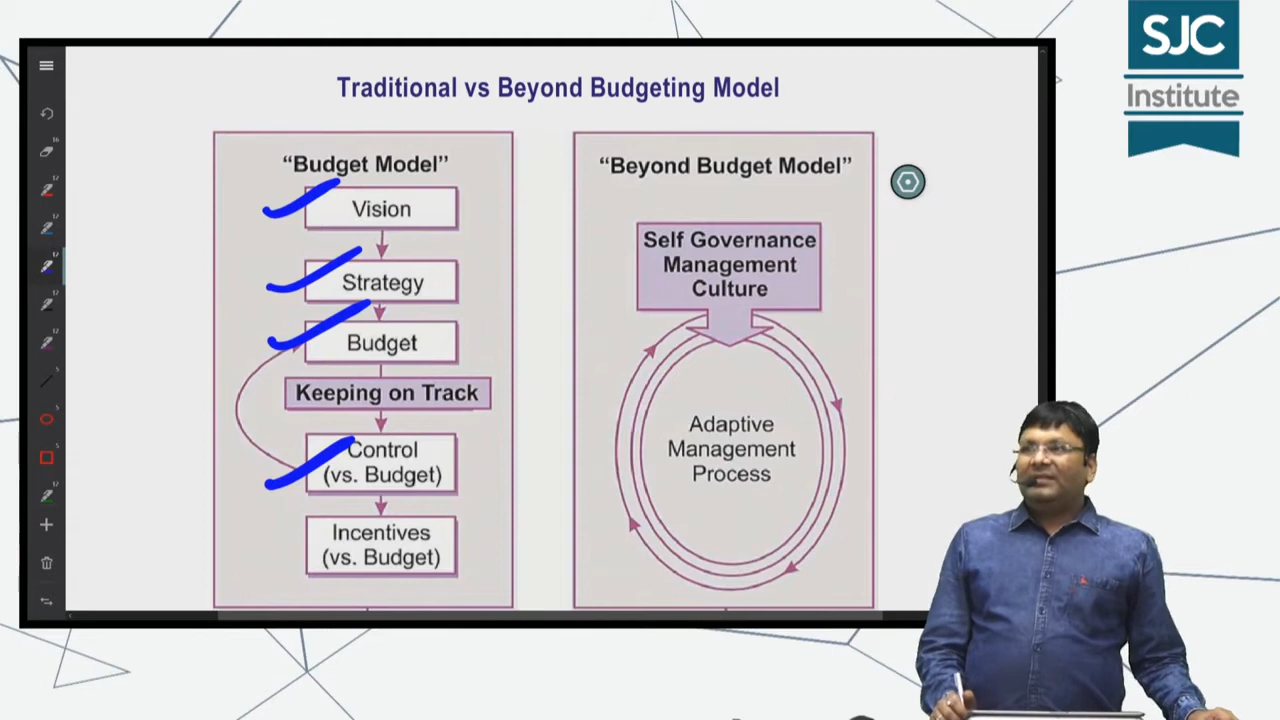 SJC
Institute
Traditional vs Beyond Budgeting Model
“Budget Model”
Vision
Strategy
Budget
Keeping on Track
Control
(vs. Budget)
Incentives
(vs. Budget)
“Beyond Budget Model”
Self Governance
Management
Culture
Adaptive
Management
Process